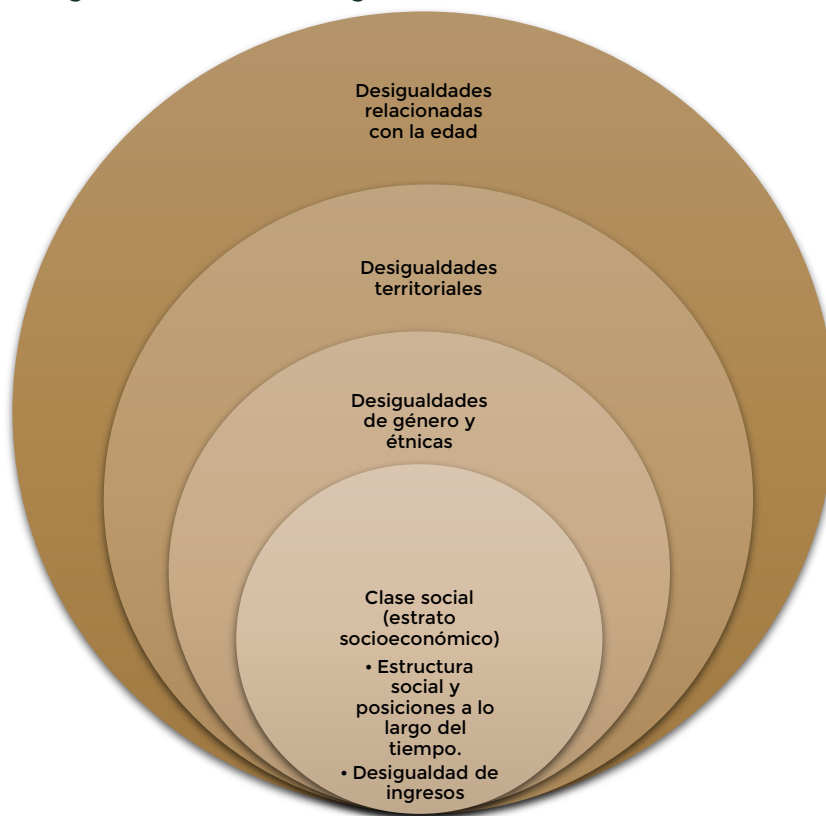 Desigualdades
relacionadas
con la edad
Desigualdades
territoriales
Desigualdades
de género y
étnicas
Clase social
(estrato
socioeconómico)
• Estructura
social y
posiciones a lo
largo del
tiempo.
• Desigualdad de
ingresos